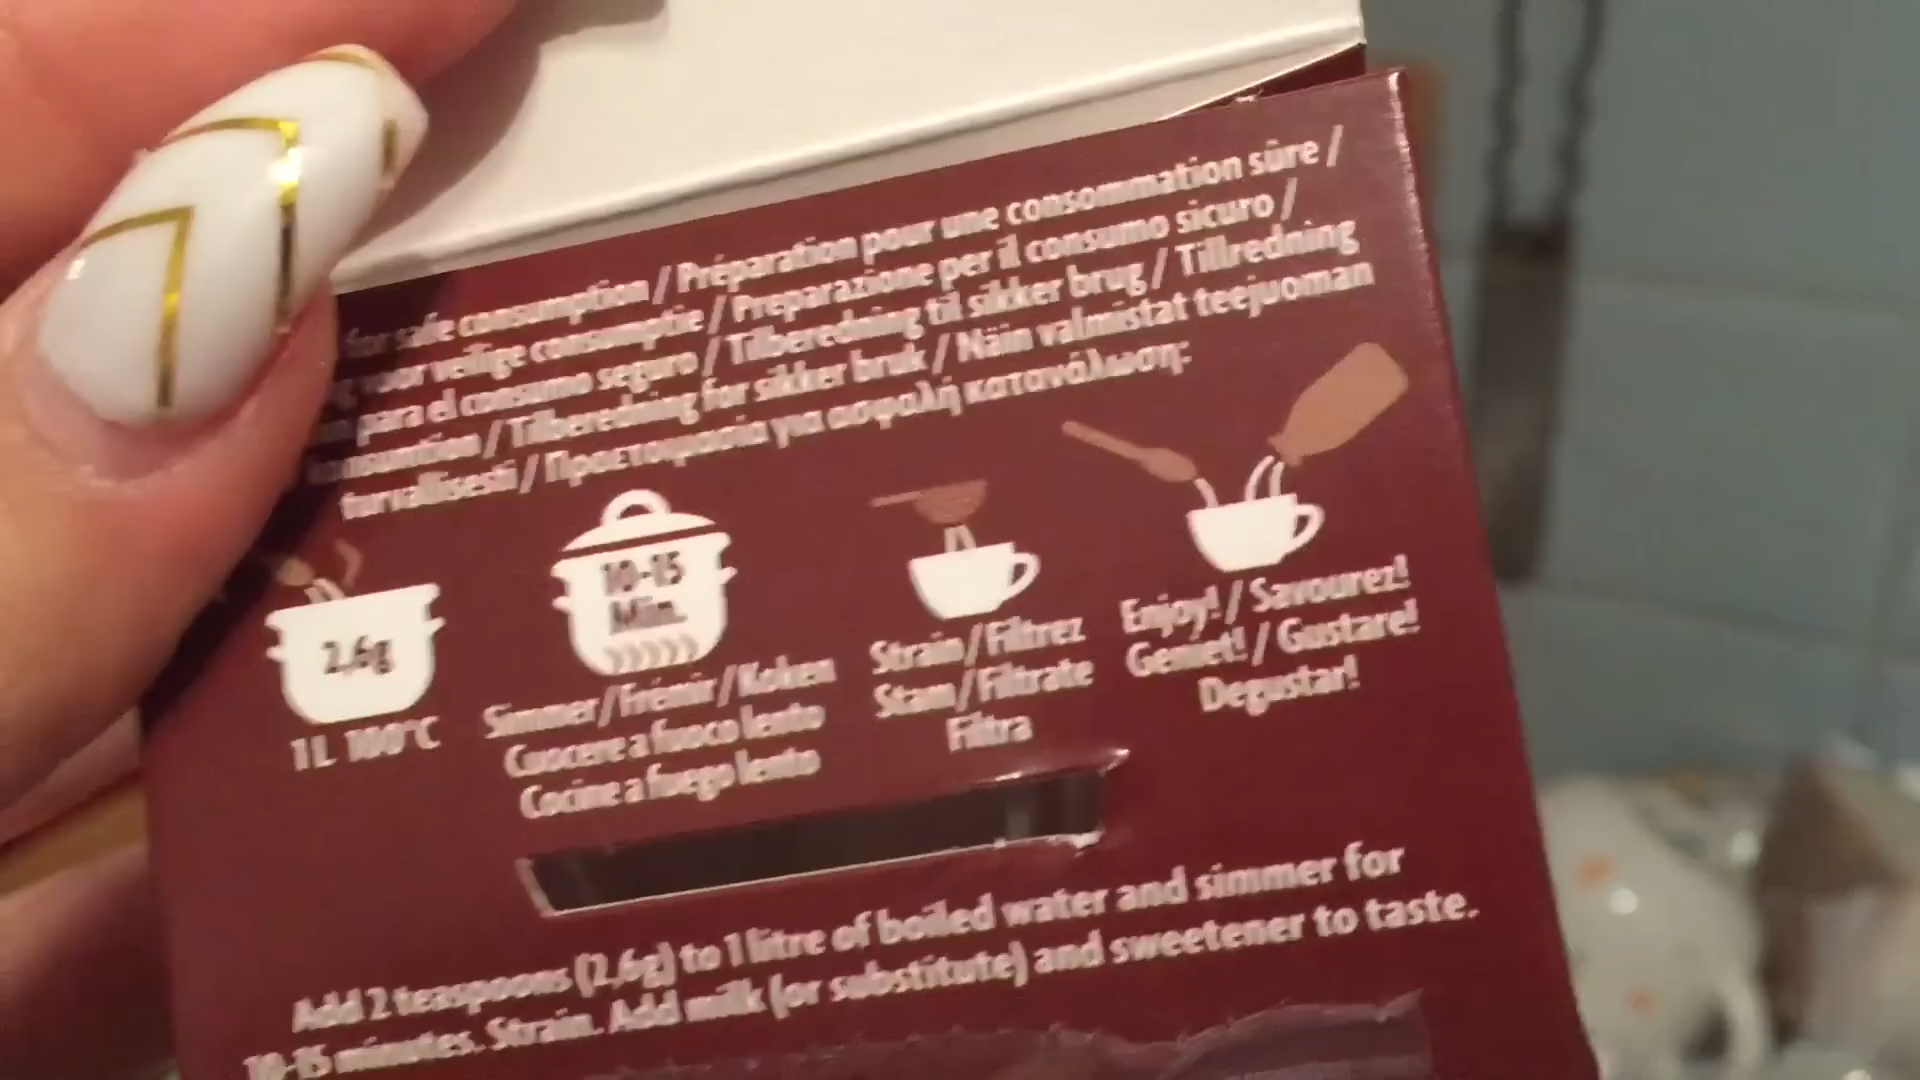 for safe consumption / Préparation pour une consommation sûre /
voor veilige consumptie / Preparazione per il consumo sicuro /
para el consumo seguro / Tilberedning til sikker brug / Tillredning
konsumtion / Tilberedning for sikker bruk / Näin valmistat teejuoman
turvallisesti / Προετοιμασία για ασφαλή κατανάλωση:
2,6g
1L 100°C
10-15
Min.
Simmer / Frémir / Koken
Cuocere a fuoco lento
Cocine a fuego lento
Strain / Filtrez
Stam / Filtrate
Filtra
Enjoy! / Savourez!
Geniet! / Gustare!
Degustar!
Add 2 teaspoons (2,6g) to 1 litre of boiled water and simmer for
10-15 minutes. Strain. Add milk (or substitute) and sweetener to taste.